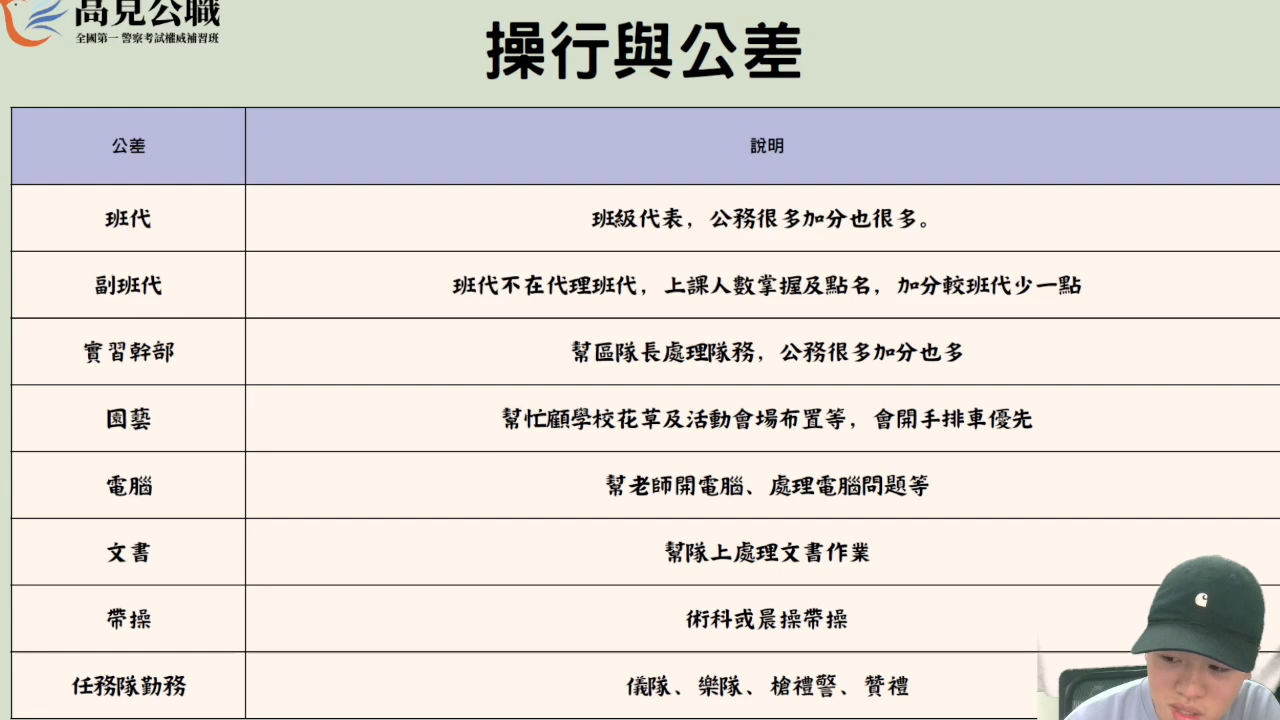 高見公職
全國第一 警察考試權威補習班
操行與公差
公差
說明
班代
班級代表，公務很多加分也很多。
副班代
班代不在代理班代，上課人數掌握及點名，加分較班代少一點
實習幹部
幫區隊長處理隊務，公務很多加分也多
園藝
幫忙顧學校花草及活動會場布置等，會開手排車優先
電腦
幫老師開電腦、處理電腦問題等
文書
幫隊上處理文書作業
帶操
術科或晨操帶操
任務隊勤務
儀隊、樂隊、槍禮警、贊禮